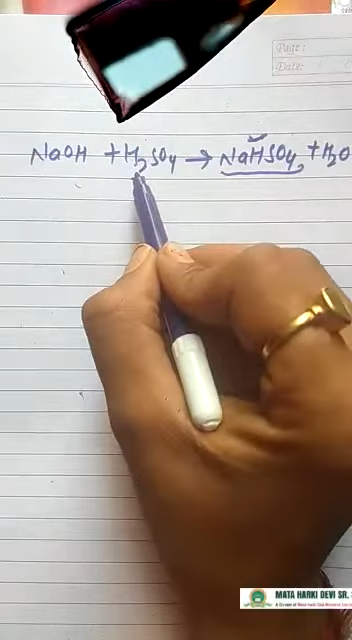 Page:
Date:
NaOH + H₂SO₄ → NaHSO₄ + H₂O
MATA HARKI DEVI SR.